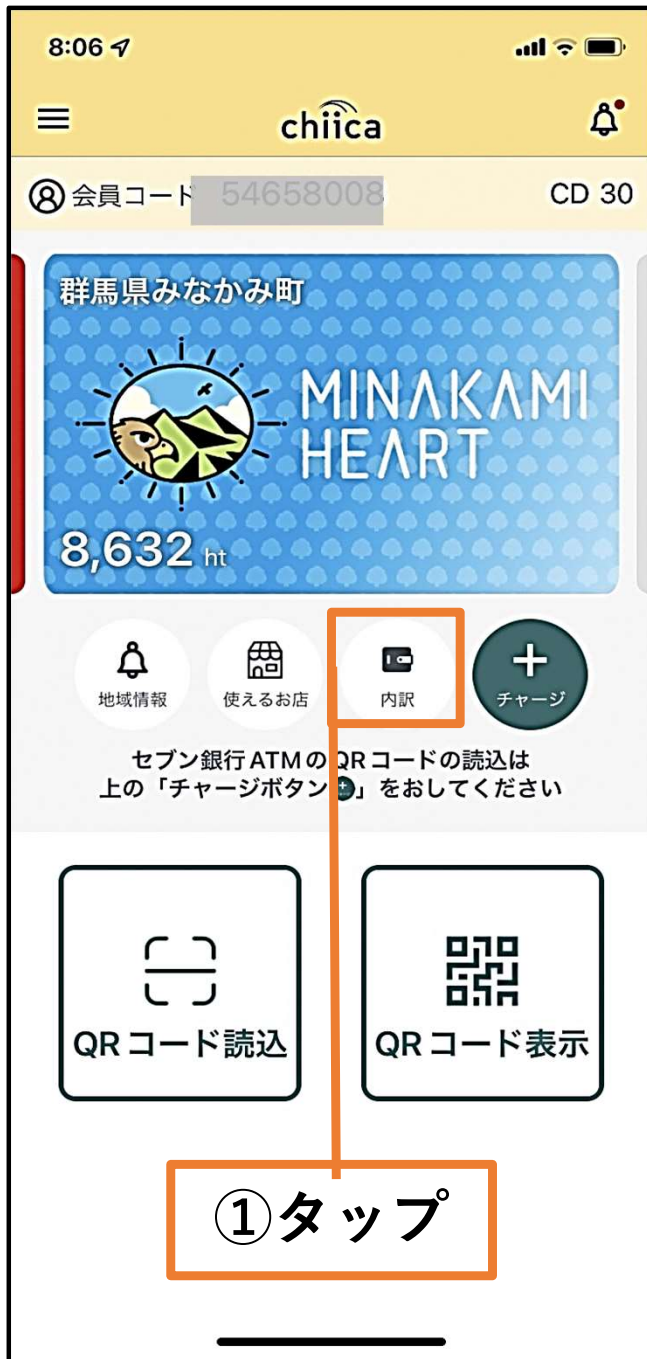 8:06
chiica
会員コード 54658008 CD 30
群馬県みなかみ町
MINAKAMI
HEART
8,632 ht
地域情報 使えるお店 内訳 チャージ
セブン銀行ATMのQRコードの読込は
上の「チャージボタン」をおしてください
QRコード読込 QRコード表示
①タップ